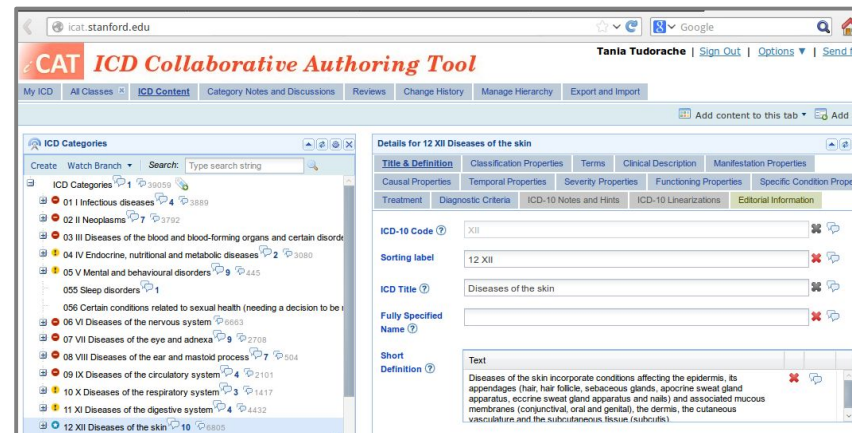 icat.stanford.edu
Google
iCAT ICD Collaborative Authoring Tool
Tania Tudorache | Sign Out | Options ▼ | Send f
My ICD All Classes ICD Content Category Notes and Discussions Reviews Change History Manage Hierarchy Export and Import
Add content to this tab Add
ICD Categories
Create Watch Branch Search: Type search string
ICD Categories 1 39059
01 I Infectious diseases 4 3889
02 II Neoplasms 7 3792
03 III Diseases of the blood and blood-forming organs and certain disorde
04 IV Endocrine, nutritional and metabolic diseases 2 3080
05 V Mental and behavioural disorders 9 445
055 Sleep disorders 1
056 Certain conditions related to sexual health (needing a decision to be
06 VI Diseases of the nervous system 6663
07 VII Diseases of the eye and adnexa 9 2708
08 VIII Diseases of the ear and mastoid process 7 504
09 IX Diseases of the circulatory system 4 2101
10 X Diseases of the respiratory system 3 1417
11 XI Diseases of the digestive system 4 4432
12 XII Diseases of the skin 10 6805
Details for 12 XII Diseases of the skin
Title & Definition Classification Properties Terms Clinical Description Manifestation Properties
Causal Properties Temporal Properties Severity Properties Functioning Properties Specific Condition Prope
Treatment Diagnostic Criteria ICD-10 Notes and Hints ICD-10 Linearizations Editorial Information
ICD-10 Code ? XII
Sorting label 12 XII
ICD Title ? Diseases of the skin
Fully Specified
Name ?
Short
Definition ?
Text
Diseases of the skin incorporate conditions affecting the epidermis, its
appendages (hair, hair follicle, sebaceous glands, apocrine sweat gland
apparatus, eccrine sweat gland apparatus and nails) and associated mucous
membranes (conjunctival, oral and genital), the dermis, the cutaneous
vasculature and the subcutaneous tissue (subcutis)